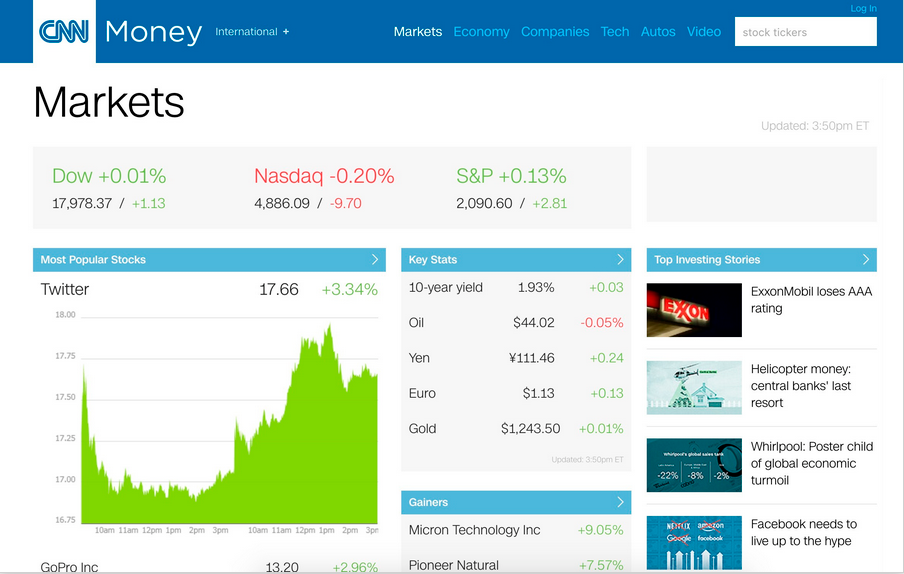 Log In
CNN Money International +
Markets Economy Companies Tech Autos Video
stock tickers
Markets
Updated: 3:50pm ET
Dow +0.01% Nasdaq -0.20% S&P +0.13%
17,978.37 / +1.13 4,886.09 / -9.70 2,090.60 / +2.81
Most Popular Stocks
Twitter 17.66 +3.34%
18.00
17.75
17.50
17.25
17.00
16.75
10am 11am 12pm 1pm 2pm 3pm 10am 11am 12pm 1pm 2pm 3pm
GoPro Inc 13.20 +2.96%
Key Stats
10-year yield 1.93% +0.03
Oil $44.02 -0.05%
Yen ¥111.46 +0.24
Euro $1.13 +0.13
Gold $1,243.50 +0.01%
Updated: 3:50pm ET
Gainers
Micron Technology Inc +9.05%
Pioneer Natural +7.57%
Top Investing Stories
EXXON
ExxonMobil loses AAA
rating
Helicopter money:
central banks' last
resort
Whirlpool's global sales tank
-22% -8% -2%
Whirlpool: Poster child
of global economic
turmoil
NETFLIX amazon
Google facebook
Facebook needs to
live up to the hype